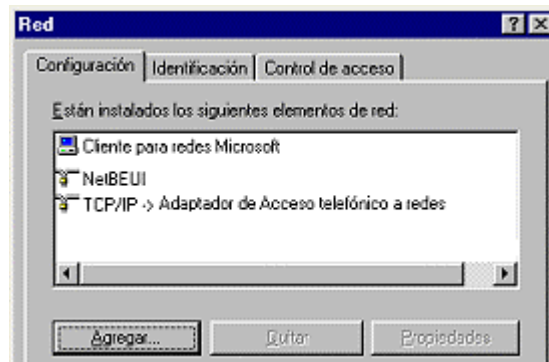 Red
Configuración Identificación Control de acceso
Están instalados los siguientes elementos de red:
Cliente para redes Microsoft
NetBEUI
TCP/IP -> Adaptador de Acceso telefónico a redes
Agregar... Quitar Propiedades